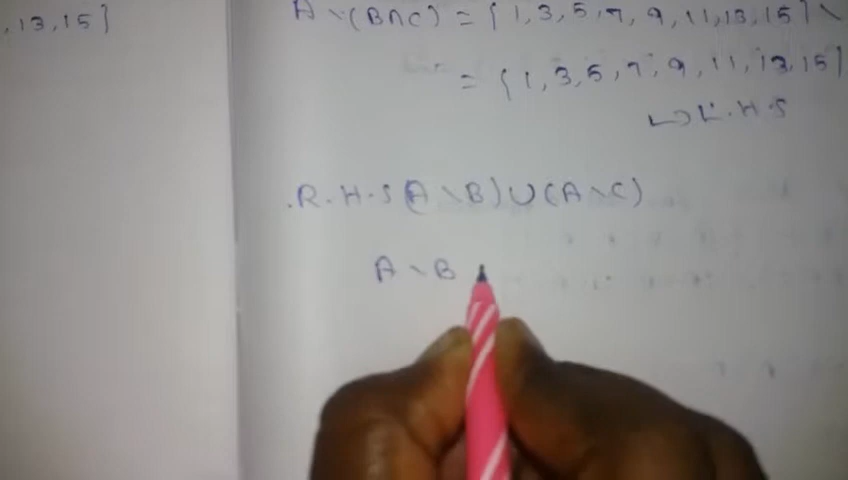 , 13, 15}
A \ (B∩C) = { 1, 3, 5, 7, 9, 11, 13, 15} \
= { 1, 3, 5, 7, 9, 11, 13, 15}
↳ L.H.S
.R.H.S (A \ B) ∪ (A \ C)
A \ B